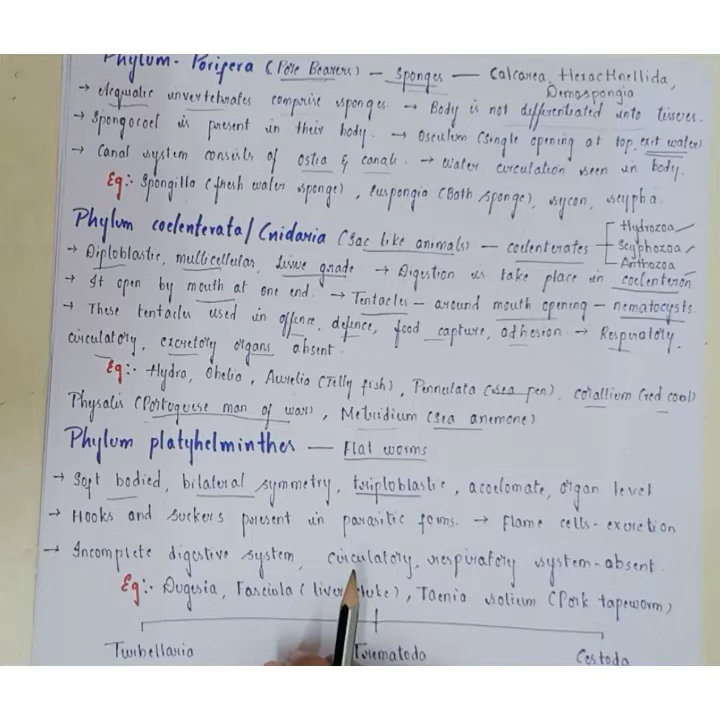 Phylum- Porifera (Pore Bearers) – Sponges — Calcarea, Hexactinellida,
Demospongia
→ Aequatic invertebrates comprise sponges. → Body is not differentiated into tissues.
→ Spongocoel is present in their body. → Osculum (Single opening at top, exit water)
→ Canal system consists of ostia & canals. → Water circulation seen in body.
Eg:- Spongilla (fresh water sponge), Euspongia (Both sponge), sycon, scypha.
Phylum coelenterata/Cnidaria (Sac like animals) – coelenterates
Hydrozoa
Scyphozoa
Anthozoa
→ Diploblastic, multicellular, tissue grade → Digestion is take place in coelenteron
→ It open by mouth at one end. → Tentacles – around mouth opening – nematocysts
→ These tentacles used in offence, defence, food capture, adhesion. → Respiratory,
circulatory, excretory organs absent.
Eg:- Hydra, Obelia, Aurelia (Jelly fish), Pennulata (sea pen), corallium (red coal)
Physalis (Portoguese man of war), Metridium (Sea anemone)
Phylum platyhelminthes — Flat worms
→ Soft bodied, bilateral symmetry, triploblastic, acoelomate, organ level
→ Hooks and suckers present in parasitic forms. → Flame cells – excretion
→ Incomplete digestive system, circulatory, respiratory system – absent.
Eg:- Dugesia, Fasciola (liver fluke), Taenia solium (Pork tapeworm)
Turbellaria Trematoda Cestoda